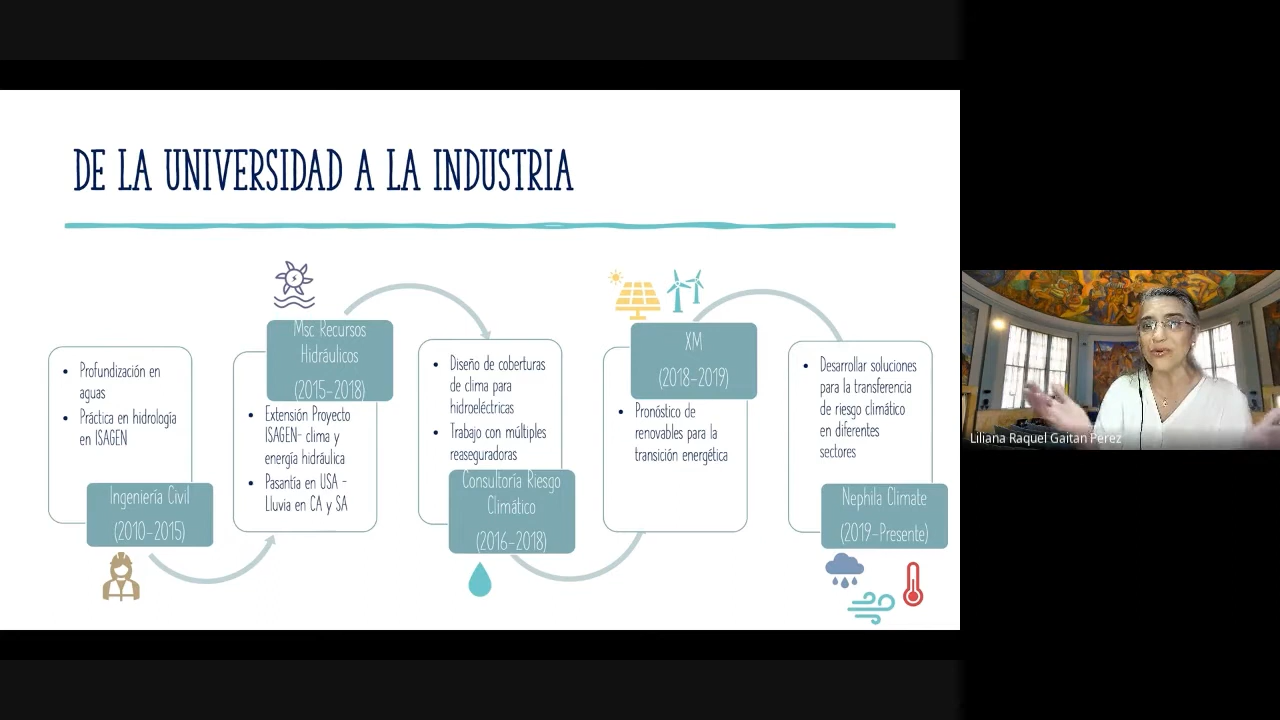 DE LA UNIVERSIDAD A LA INDUSTRIA
• Profundización en
aguas
• Práctica en hidrología
en ISAGEN
Ingeniería Civil
(2010-2015)
Msc Recursos
Hidráulicos
(2015-2018)
• Extensión Proyecto
ISAGEN- clima y
energía hidráulica
• Pasantía en USA -
Lluvia en CA y SA
• Diseño de coberturas
de clima para
hidroeléctricas
• Trabajo con múltiples
reaseguradoras
Consultoría Riesgo
Climático
(2016-2018)
XM
(2018-2019)
• Pronóstico de
renovables para la
transición energética
• Desarrollar soluciones
para la transferencia
de riesgo climático
en diferentes
sectores
Nephila Climate
(2019-Presente)
Liliana Raquel Gaitan Perez